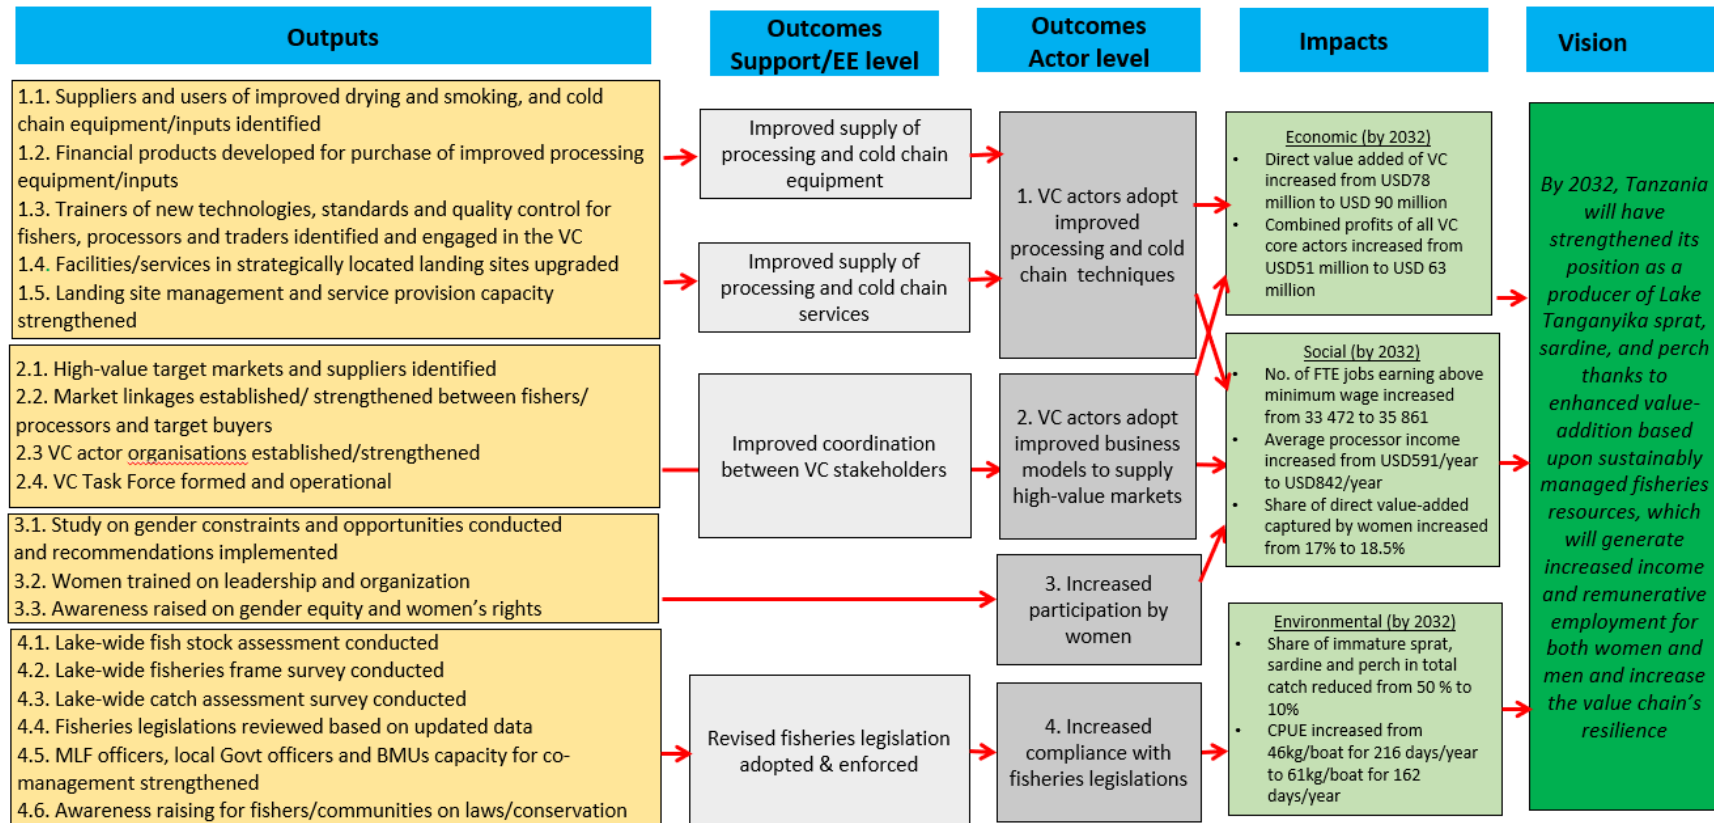 Outputs
Outcomes
Support/EE level
Outcomes
Actor level
Impacts
Vision
1.1. Suppliers and users of improved drying and smoking, and cold
chain equipment/inputs identified
1.2. Financial products developed for purchase of improved processing
equipment/inputs
1.3. Trainers of new technologies, standards and quality control for
fishers, processors and traders identified and engaged in the VC
1.4. Facilities/services in strategically located landing sites upgraded
1.5. Landing site management and service provision capacity
strengthened
2.1. High-value target markets and suppliers identified
2.2. Market linkages established/ strengthened between fishers/
processors and target buyers
2.3 VC actor organisations established/strengthened
2.4. VC Task Force formed and operational
3.1. Study on gender constraints and opportunities conducted
and recommendations implemented
3.2. Women trained on leadership and organization
3.3. Awareness raised on gender equity and women's rights
4.1. Lake-wide fish stock assessment conducted
4.2. Lake-wide fisheries frame survey conducted
4.3. Lake-wide catch assessment survey conducted
4.4. Fisheries legislations reviewed based on updated data
4.5. MLF officers, local Govt officers and BMUs capacity for co-
management strengthened
4.6. Awareness raising for fishers/communities on laws/conservation
Improved supply of
processing and cold chain
equipment
Improved supply of
processing and cold chain
services
Improved coordination
between VC stakeholders
Revised fisheries legislation
adopted & enforced
1. VC actors adopt
improved
processing and cold
chain techniques
2. VC actors adopt
improved business
models to supply
high-value markets
3. Increased
participation by
women
4. Increased
compliance with
fisheries legislations
Economic (by 2032)
• Direct value added of VC
increased from USD78
million to USD 90 million
• Combined profits of all VC
core actors increased from
USD51 million to USD 63
million
Social (by 2032)
• No. of FTE jobs earning above
minimum wage increased
from 33 472 to 35 861
• Average processor income
increased from USD591/year
to USD842/year
• Share of direct value-added
captured by women increased
from 17% to 18.5%
Environmental (by 2032)
• Share of immature sprat,
sardine and perch in total
catch reduced from 50 % to
10%
• CPUE increased from
46kg/boat for 216 days/year
to 61kg/boat for 162
days/year
By 2032, Tanzania
will have
strengthened its
position as a
producer of Lake
Tanganyika sprat,
sardine, and perch
thanks to
enhanced value-
addition based
upon sustainably
managed fisheries
resources, which
will generate
increased income
and remunerative
employment for
both women and
men and increase
the value chain's
resilience